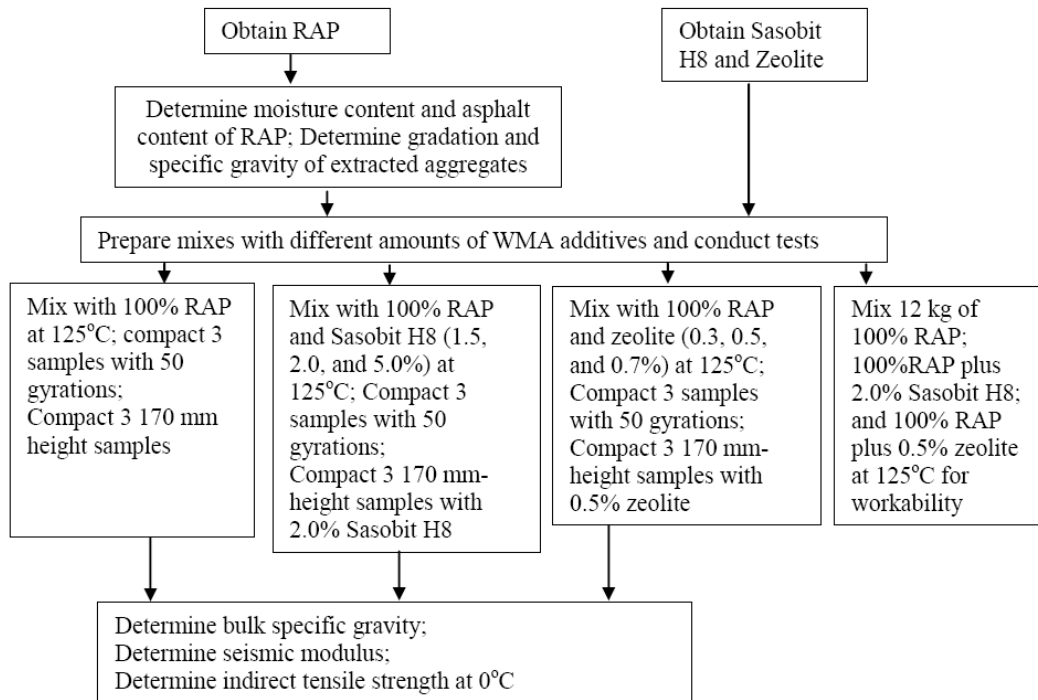 Obtain RAP
Obtain Sasobit
H8 and Zeolite
Determine moisture content and asphalt
content of RAP; Determine gradation and
specific gravity of extracted aggregates
Prepare mixes with different amounts of WMA additives and conduct tests
Mix with 100% RAP
at 125°C; compact 3
samples with 50
gyrations;
Compact 3 170 mm
height samples
Mix with 100% RAP
and Sasobit H8 (1.5,
2.0, and 5.0%) at
125°C; Compact 3
samples with 50
gyrations;
Compact 3 170 mm-
height samples with
2.0% Sasobit H8
Mix with 100% RAP
and zeolite (0.3, 0.5,
and 0.7%) at 125°C;
Compact 3 samples
with 50 gyrations;
Compact 3 170 mm-
height samples with
0.5% zeolite
Mix 12 kg of
100% RAP;
100%RAP plus
2.0% Sasobit H8;
and 100% RAP
plus 0.5% zeolite
at 125°C for
workability
Determine bulk specific gravity;
Determine seismic modulus;
Determine indirect tensile strength at 0°C